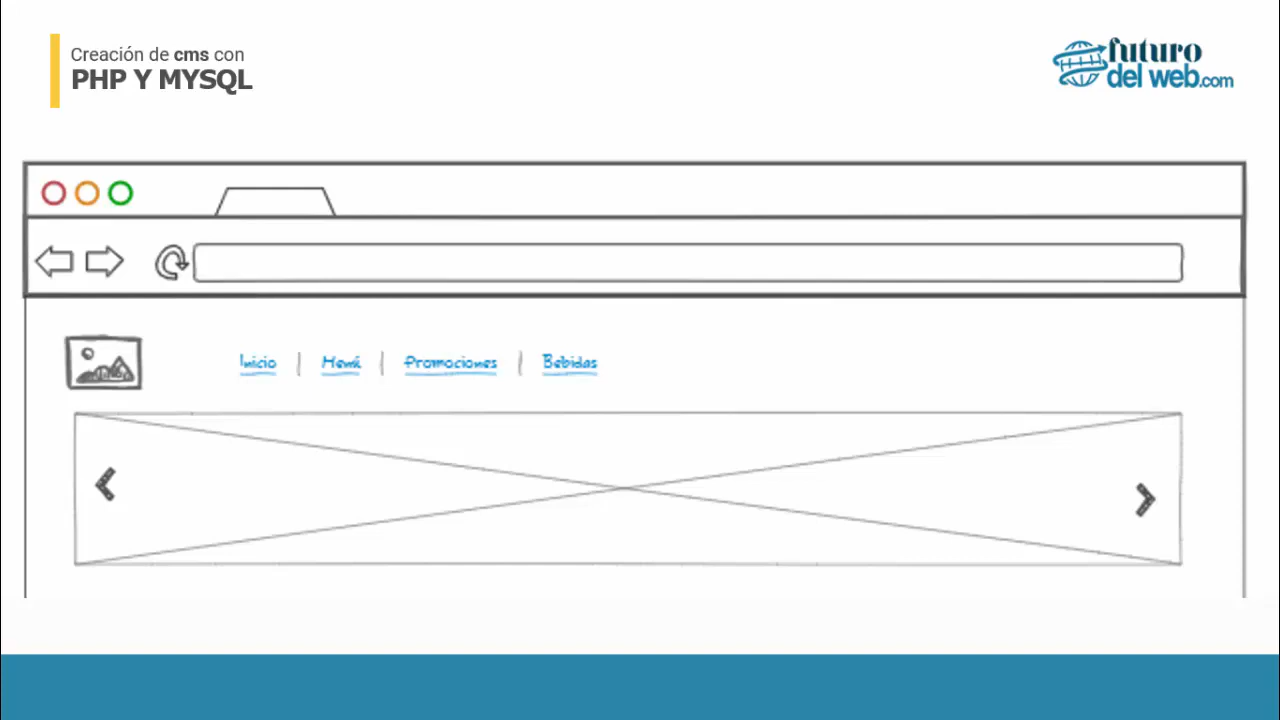 Creación de cms con
PHP Y MYSQL
futuro
del web.com
Inicio | Menú | Promociones | Bebidas